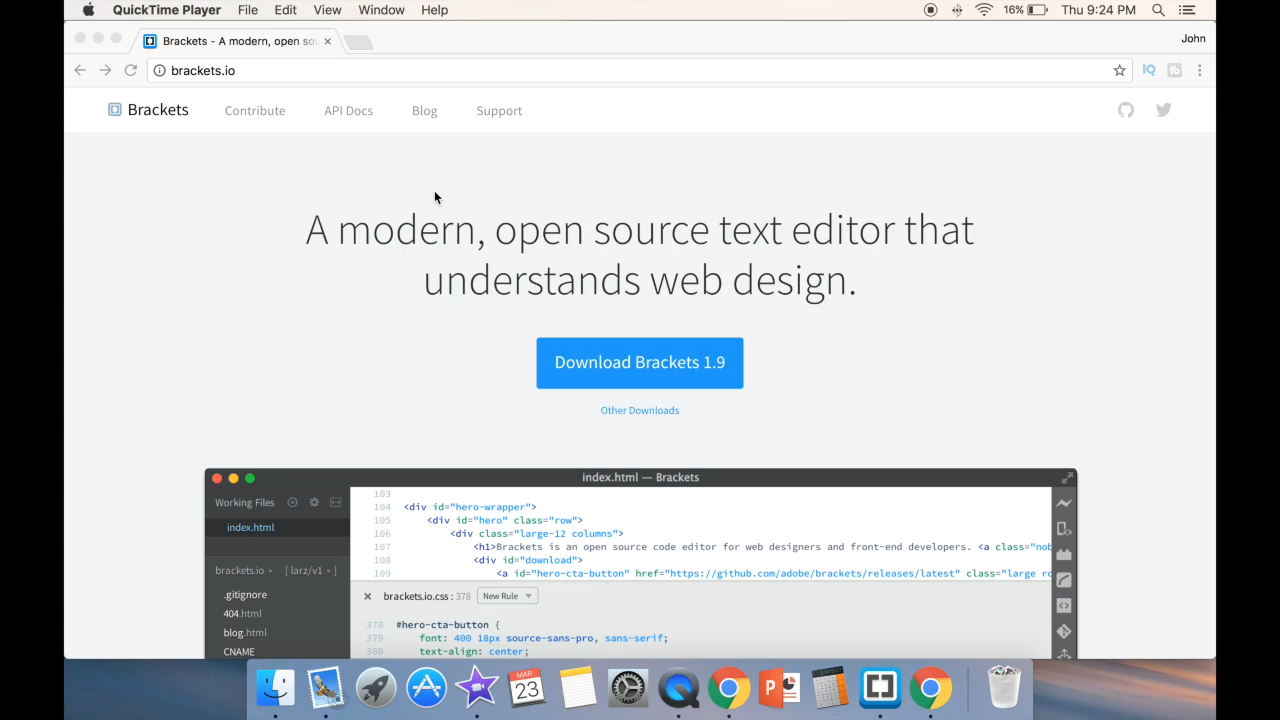 QuickTime Player File Edit View Window Help 16% Thu 9:24 PM
Brackets - A modern, open sou
John
brackets.io
IQ
tb
Brackets Contribute API Docs Blog Support
A modern, open source text editor that
understands web design.
Download Brackets 1.9
Other Downloads
index.html — Brackets
Working Files
index.html
brackets.io [ larz/v1 ]
.gitignore
404.html
blog.html
CNAME
103
104 <div id="hero-wrapper">
105 <div id="hero" class="row">
106 <div class="large-12 columns">
107 <h1>Brackets is an open source code editor for web designers and front-end developers. <a class="nob
108 <div id="download">
109 <a id="hero-cta-button" href="https://github.com/adobe/brackets/releases/latest" class="large ro
brackets.io.css : 378 New Rule
378 #hero-cta-button {
379 font: 400 18px source-sans-pro, sans-serif;
380 text-align: center;
MAR
23
P